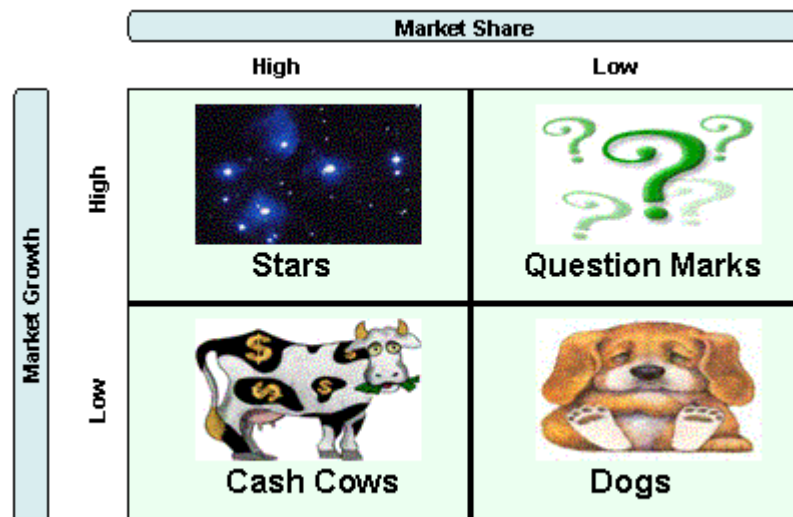 Market Share
High
Low
Market Growth
High
Stars
Question Marks
Low
$
$
$
Cash Cows
Dogs